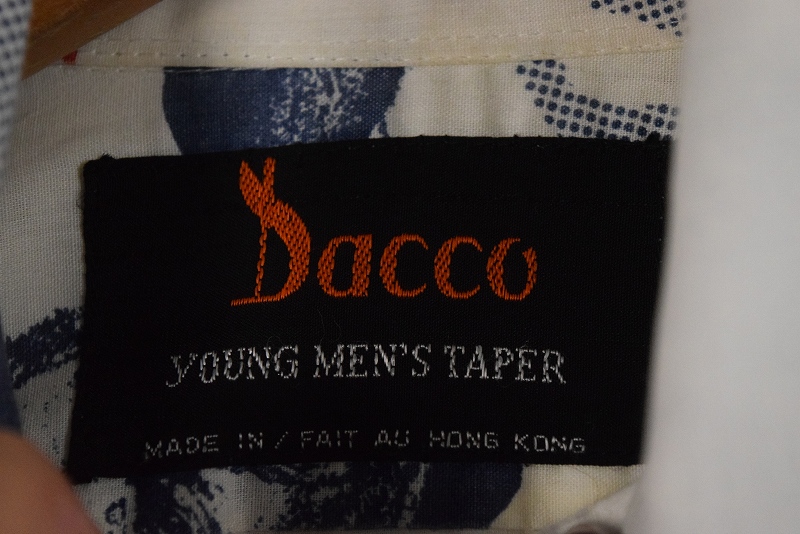 Dacco
YOUNG MEN'S TAPER
MADE IN / FAIT AU HONG KONG